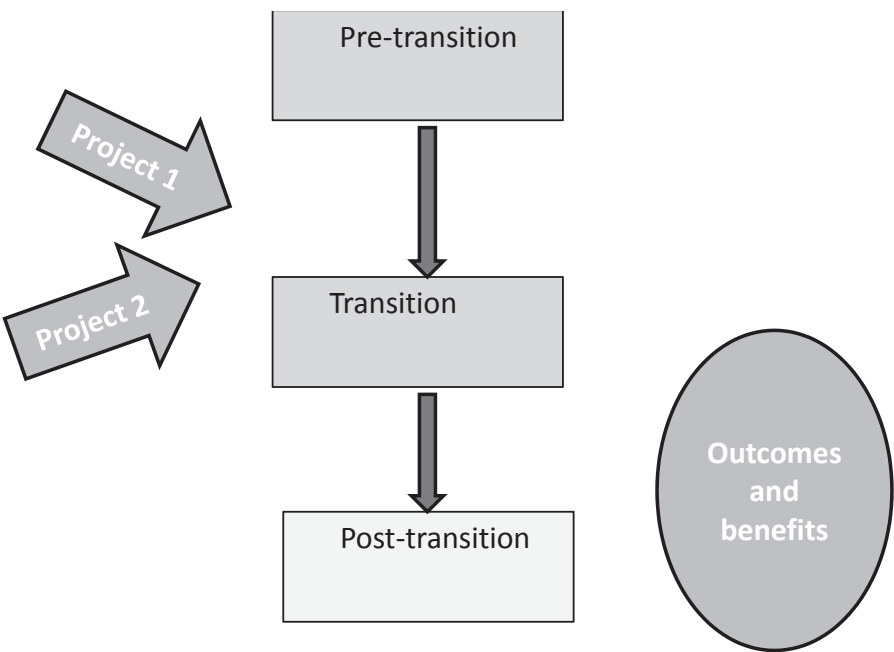 Pre-transition
Project 1
Project 2
Transition
Outcomes
and
benefits
Post-transition